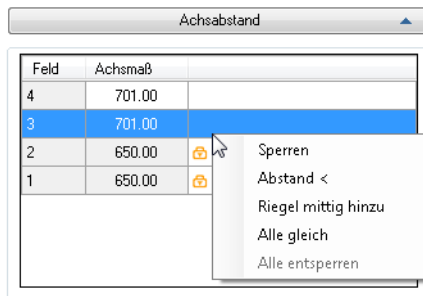 Achsabstand
Feld Achsmaß
4 701.00
3 701.00
2 650.00
1 650.00
Sperren
Abstand <
Riegel mittig hinzu
Alle gleich
Alle entsperren